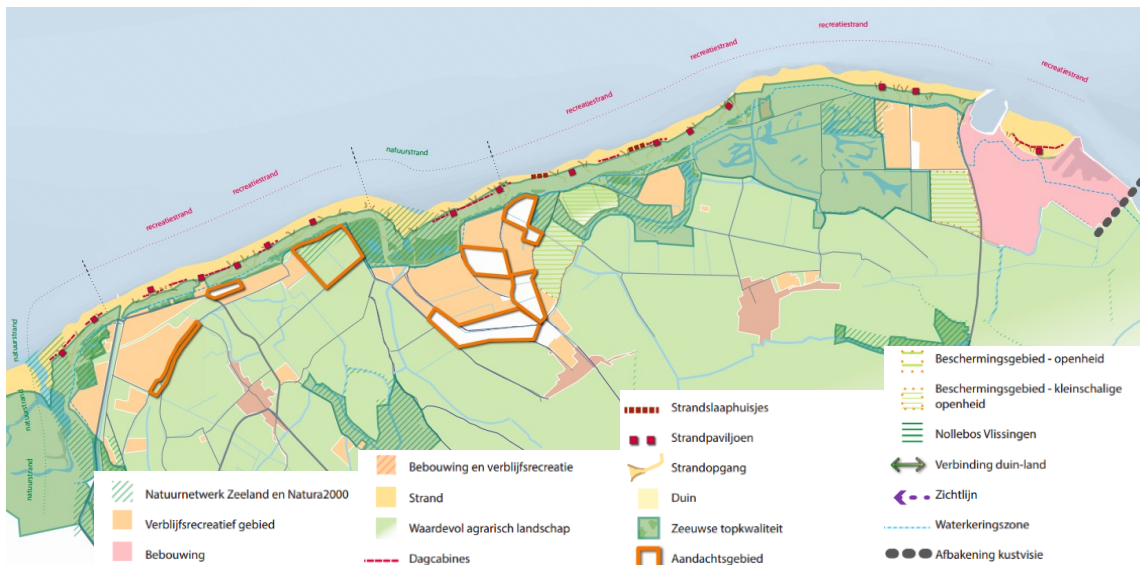 recreatiestrand
recreatiestrand
recreatiestrand
recreatiestrand
natuurstrand
recreatiestrand
recreatiestrand
natuurstrand
natuurstrand
natuurstrand
Natuurnetwerk Zeeland en Natura2000
Verblijfsrecreatief gebied
Bebouwing
Bebouwing en verblijfsrecreatie
Strand
Waardevol agrarisch landschap
Dagcabines
Strandslaaphuisjes
Strandpaviljoen
Strandopgang
Duin
Zeeuwse topkwaliteit
Aandachtsgebied
Beschermingsgebied - openheid
Beschermingsgebied - kleinschalige
openheid
Nollebos Vlissingen
Verbinding duin-land
Zichtlijn
Waterkeringszone
Afbakening kustvisie